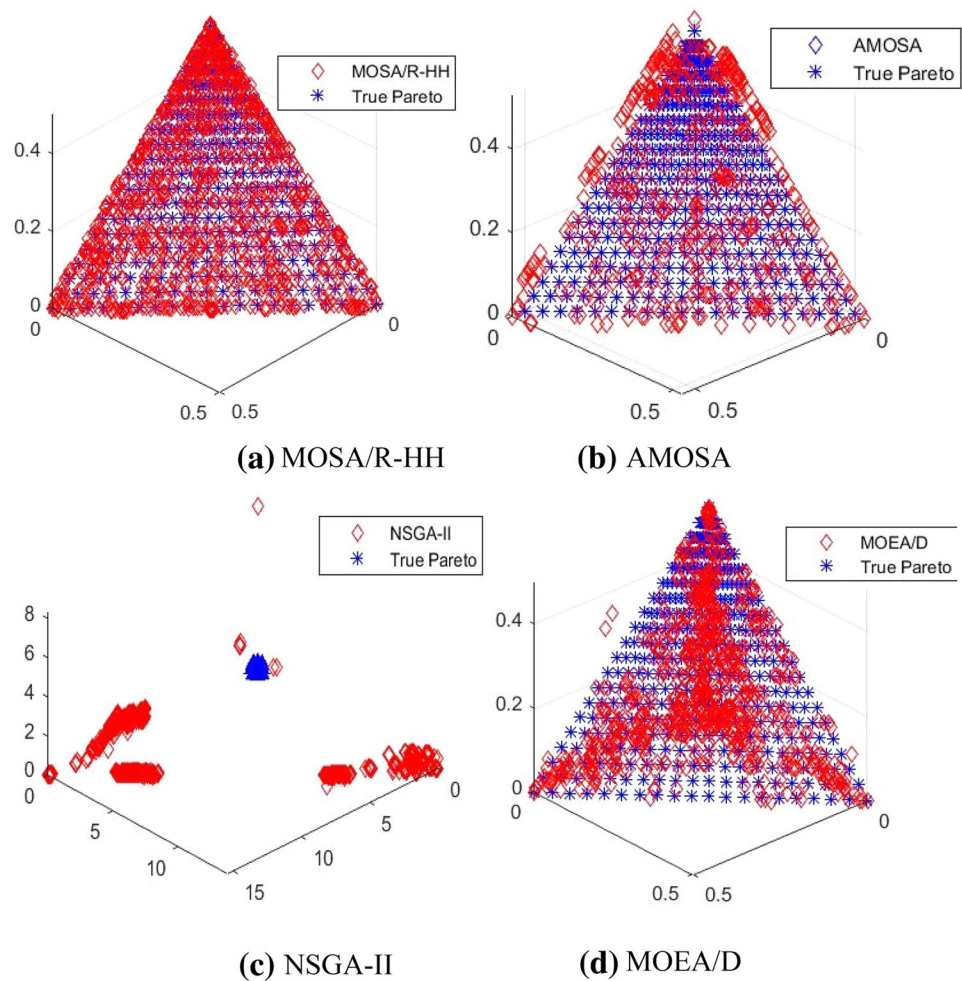 MOSA/R-HH
True Pareto
0.4
0.2
0
0
0.5
0.5
0
(a) MOSA/R-HH
AMOSA
True Pareto
0.4
0.2
0
0
0.5
0.5
0
(b) AMOSA
NSGA-II
True Pareto
8
6
4
2
0
0
5
10
15
10
5
0
(c) NSGA-II
MOEA/D
True Pareto
0.4
0.2
0
0
0.5
0.5
0
(d) MOEA/D